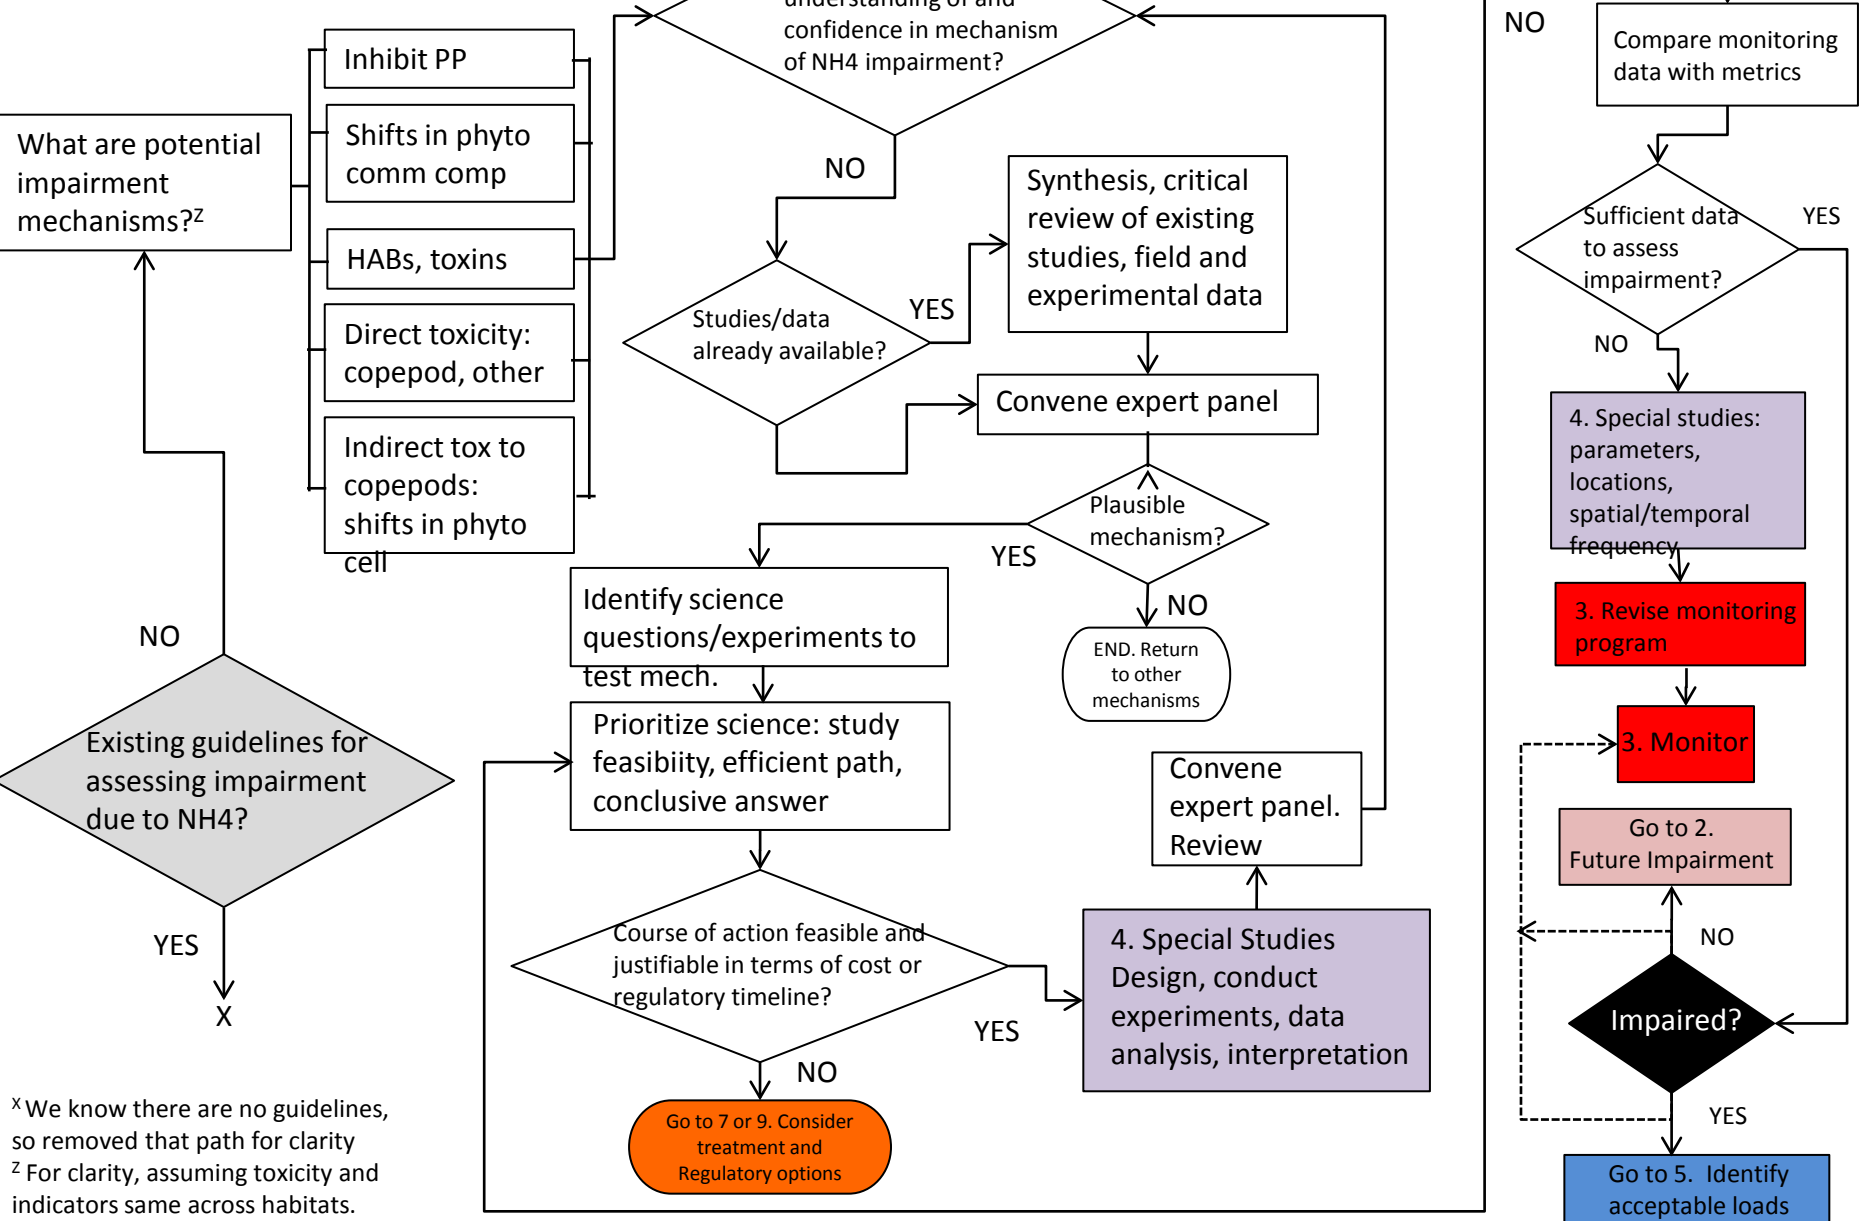 understanding of and
confidence in mechanism
of NH4 impairment?
NO
Compare monitoring
data with metrics
Inhibit PP
What are potential
impairment
mechanisms?Z
Shifts in phyto
comm comp
HABs, toxins
Direct toxicity:
copepod, other
Indirect tox to
copepods:
shifts in phyto
cell
NO
Studies/data
already available?
YES
Synthesis, critical
review of existing
studies, field and
experimental data
Convene expert panel
Plausible
mechanism?
YES
NO
END. Return
to other
mechanisms
Identify science
questions/experiments to
test mech.
Prioritize science: study
feasibiity, efficient path,
conclusive answer
Course of action feasible and
justifiable in terms of cost or
regulatory timeline?
YES
NO
Go to 7 or 9. Consider
treatment and
Regulatory options
4. Special Studies
Design, conduct
experiments, data
analysis, interpretation
Convene
expert panel.
Review
NO
Existing guidelines for
assessing impairment
due to NH4?
YES
X
X We know there are no guidelines,
so removed that path for clarity
Z For clarity, assuming toxicity and
indicators same across habitats.
Sufficient data
to assess
impairment?
YES
NO
4. Special studies:
parameters,
locations,
spatial/temporal
frequency
3. Revise monitoring
program
3. Monitor
Go to 2.
Future Impairment
NO
Impaired?
YES
Go to 5. Identify
acceptable loads